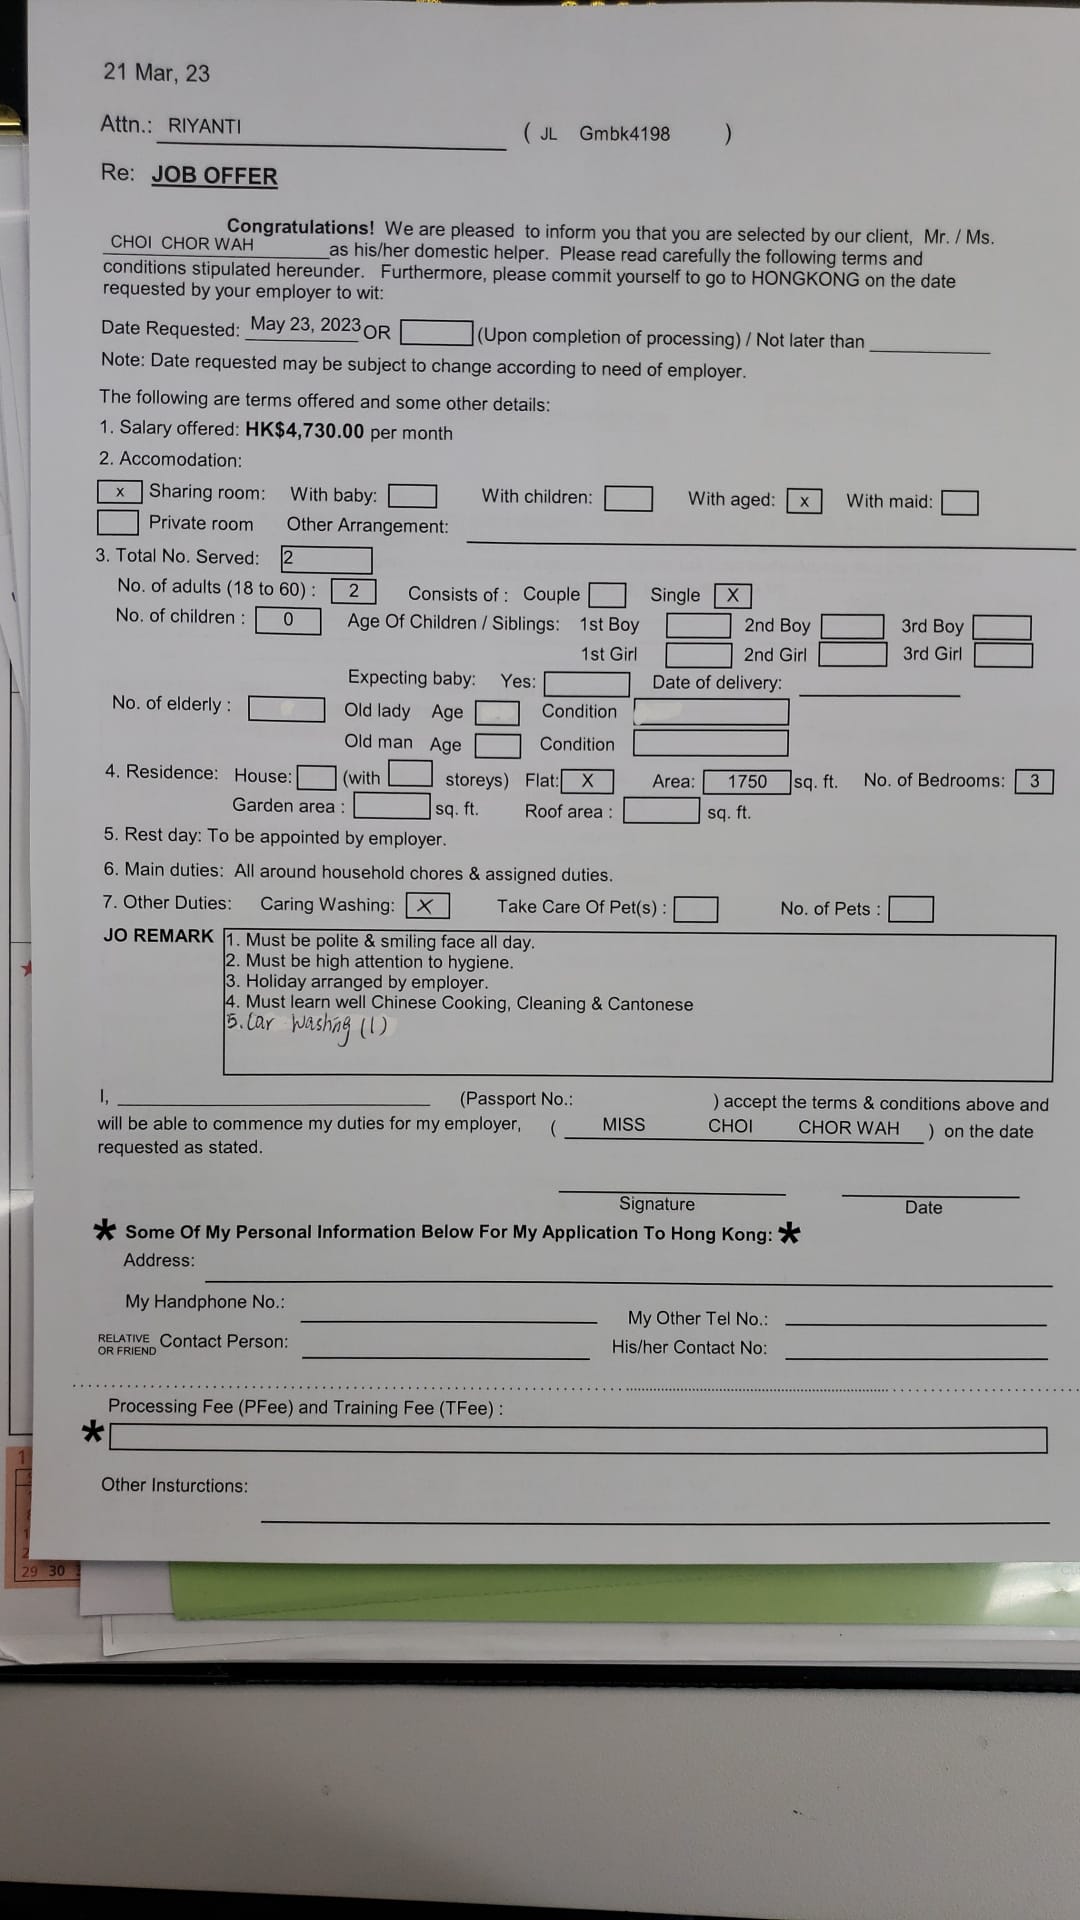 21 Mar, 23
Attn.: RIYANTI ( JL Gmbk4198 )
Re: JOB OFFER
Congratulations! We are pleased to inform you that you are selected by our client, Mr. / Ms.
CHOI CHOR WAH as his/her domestic helper. Please read carefully the following terms and
conditions stipulated hereunder. Furthermore, please commit yourself to go to HONGKONG on the date
requested by your employer to wit:
Date Requested: May 23, 2023 OR (Upon completion of processing) / Not later than
Note: Date requested may be subject to change according to need of employer.
The following are terms offered and some other details:
1. Salary offered: HK$4,730.00 per month
2. Accomodation:
x Sharing room: With baby: With children: With aged: x With maid:
Private room Other Arrangement:
3. Total No. Served: 2
No. of adults (18 to 60) : 2 Consists of : Couple Single X
No. of children : 0 Age Of Children / Siblings: 1st Boy 2nd Boy 3rd Boy
1st Girl 2nd Girl 3rd Girl
Expecting baby: Yes: Date of delivery:
No. of elderly : Old lady Age Condition
Old man Age Condition
4. Residence: House: (with storeys) Flat: X Area: 1750 sq. ft. No. of Bedrooms: 3
Garden area : sq. ft. Roof area : sq. ft.
5. Rest day: To be appointed by employer.
6. Main duties: All around household chores & assigned duties.
7. Other Duties: Caring Washing: X Take Care Of Pet(s) : No. of Pets :
JO REMARK 1. Must be polite & smiling face all day.
2. Must be high attention to hygiene.
3. Holiday arranged by employer.
4. Must learn well Chinese Cooking, Cleaning & Cantonese
5. Car washing (1)
I, (Passport No.: ) accept the terms & conditions above and
will be able to commence my duties for my employer, ( MISS CHOI CHOR WAH ) on the date
requested as stated.
Signature Date
* Some Of My Personal Information Below For My Application To Hong Kong: *
Address:
My Handphone No.: My Other Tel No.:
RELATIVE OR FRIEND Contact Person: His/her Contact No:
Processing Fee (PFee) and Training Fee (TFee) :
*
Other Insturctions:
29 30